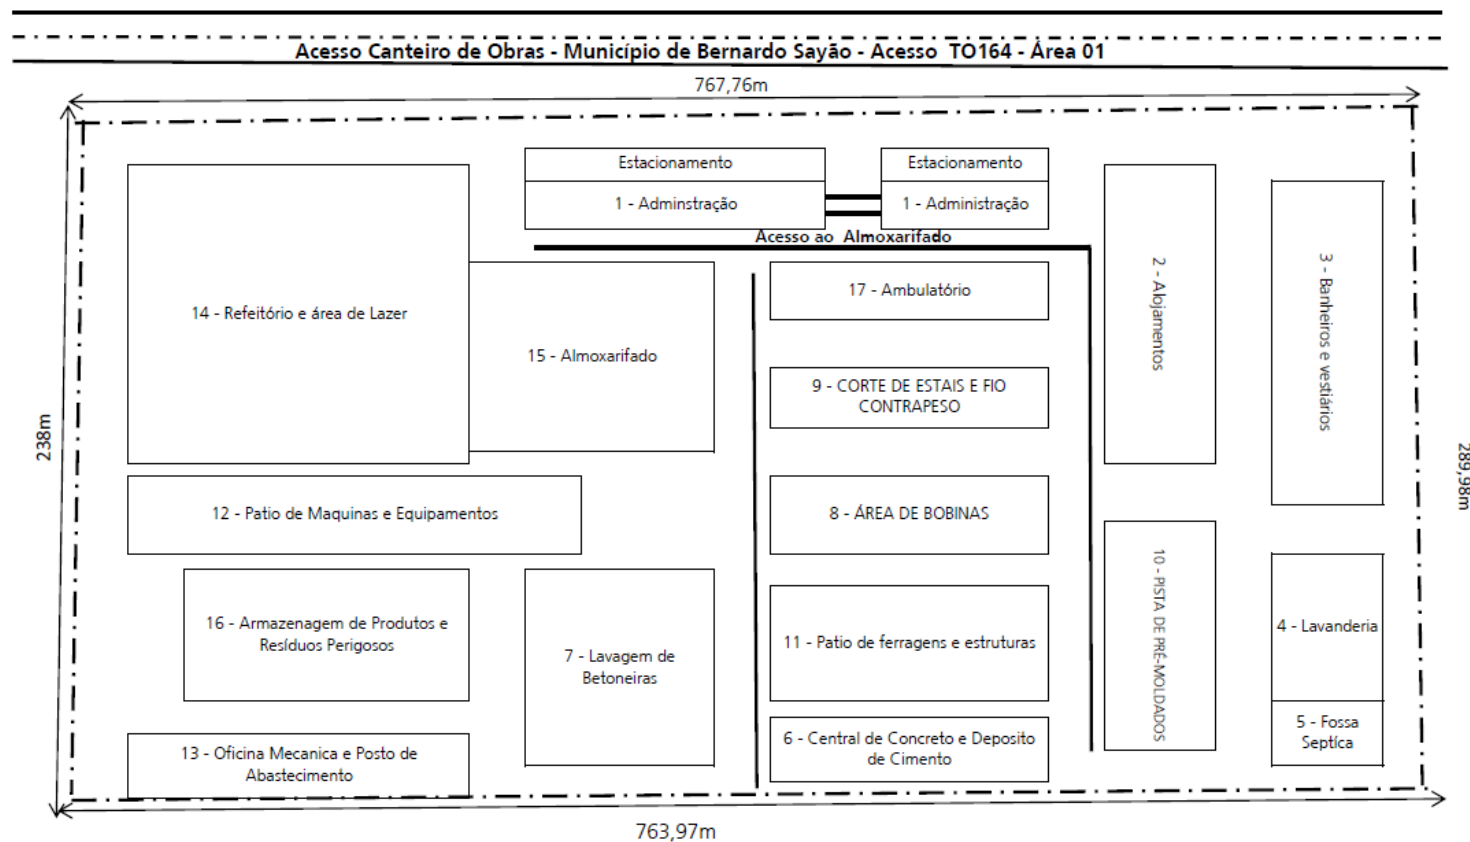 Acesso Canteiro de Obras - Município de Bernardo Sayão - Acesso  TO164 - Área 01
767,76m
Estacionamento
Estacionamento
1 - Adminstração
1 - Administração
Acesso ao  Almoxarifado
14 - Refeitório e área de Lazer
15 - Almoxarifado
17 - Ambulatório
2 - Alojamentos
3 - Banheiros e vestiários
9 - CORTE DE ESTAIS E FIO
CONTRAPESO
238m
289,98m
12 - Patio de Maquinas e Equipamentos
8 - ÁREA DE BOBINAS
16 - Armazenagem de Produtos e
Resíduos Perigosos
7 - Lavagem de
Betoneiras
11 - Patio de ferragens e estruturas
10 - PISTA DE PRÉ-MOLDADOS
4 - Lavanderia
5 - Fossa
Septíca
13 - Oficina Mecanica e Posto de
Abastecimento
6 - Central de Concreto e Deposito
de Cimento
763,97m